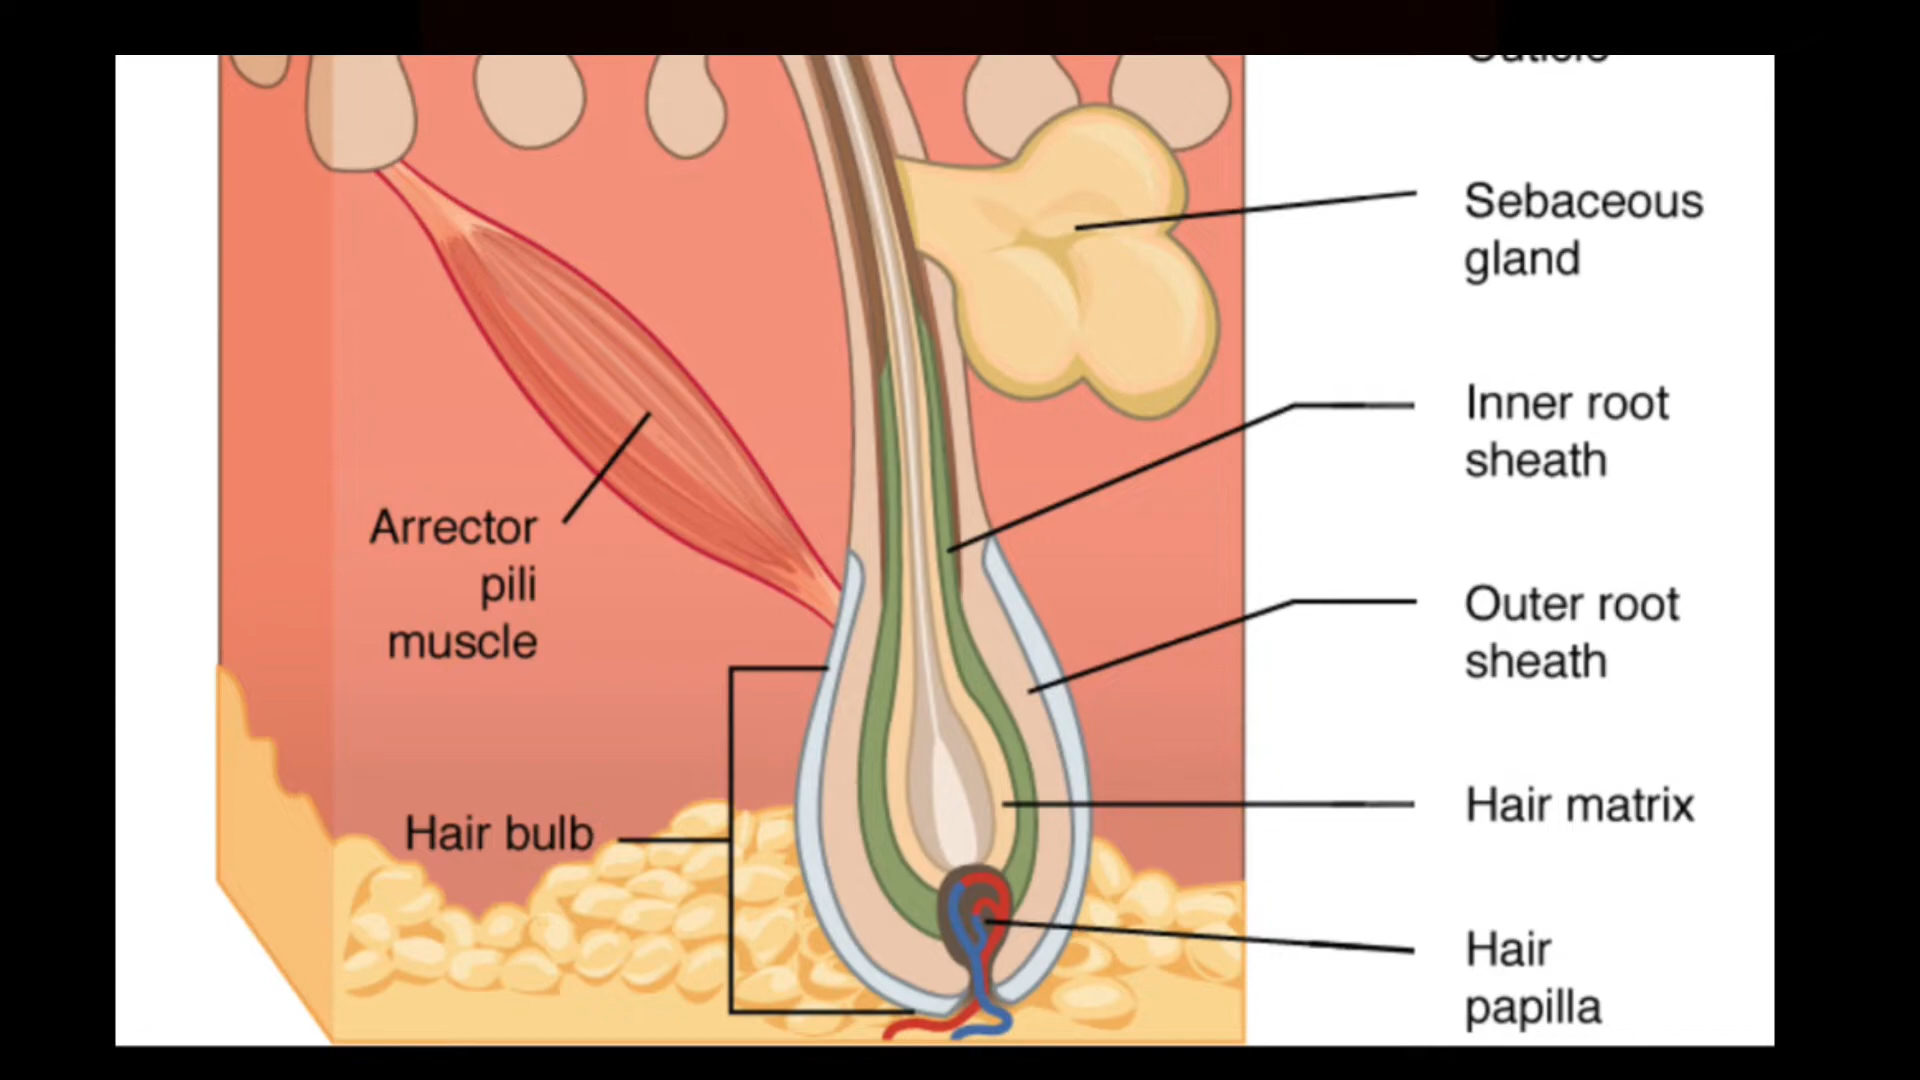 Sebaceous
gland
Inner root
sheath
Arrector
pili
muscle
Outer root
sheath
Hair bulb
Hair matrix
Hair
papilla